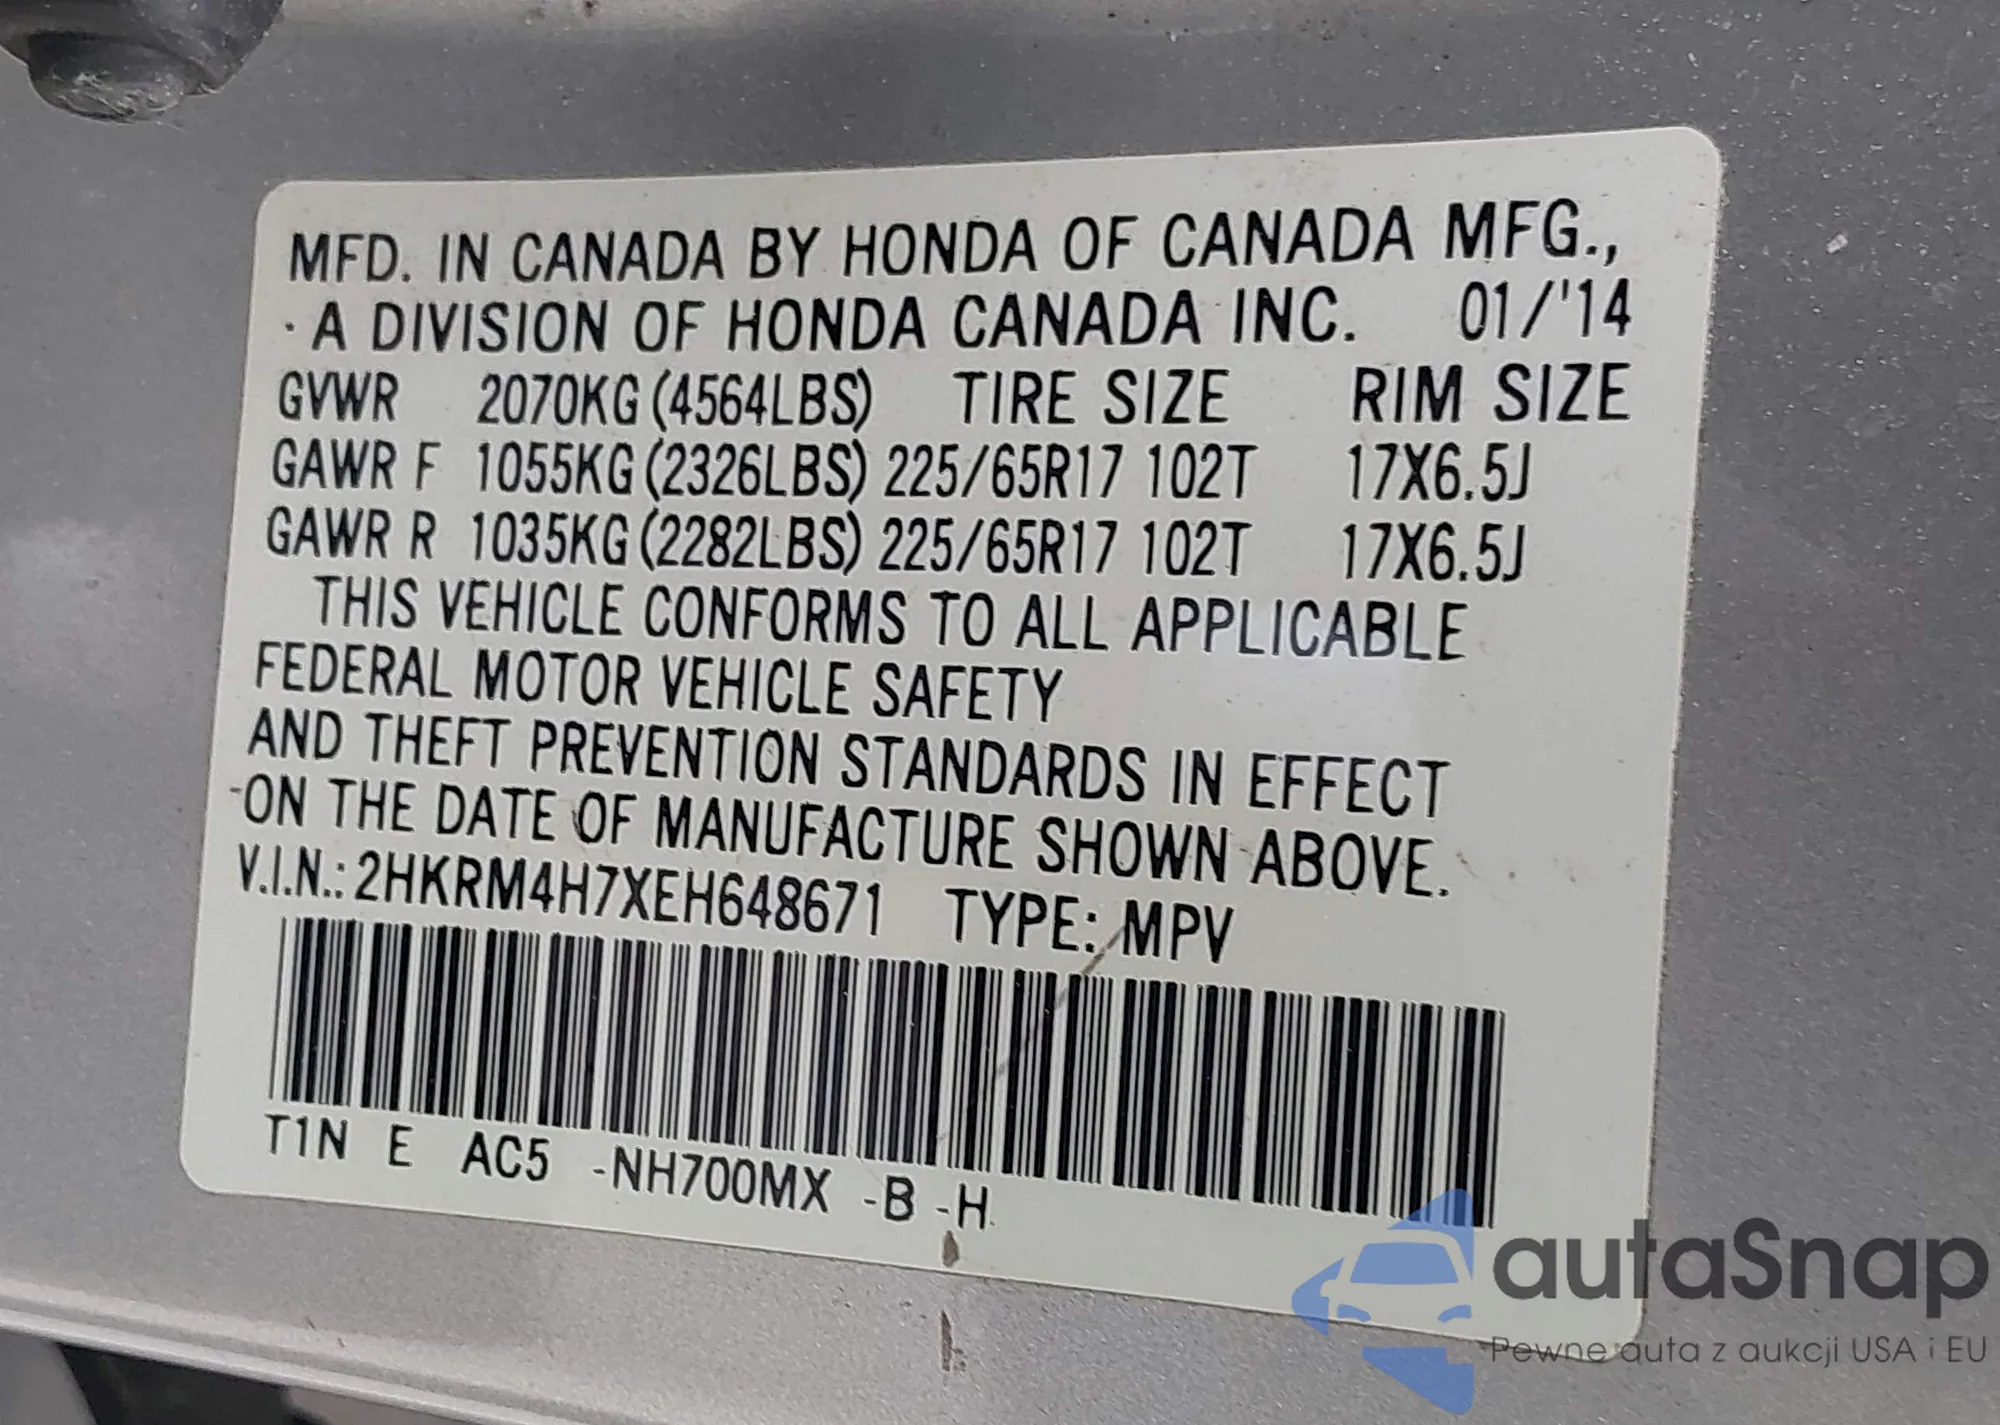 MFD. IN CANADA BY HONDA OF CANADA MFG.,
A DIVISION OF HONDA CANADA INC. 01/'14
GVWR 2070KG (4564LBS) TIRE SIZE RIM SIZE
GAWR F 1055KG (2326LBS) 225/65R17 102T 17X6.5J
GAWR R 1035KG (2282LBS) 225/65R17 102T 17X6.5J
THIS VEHICLE CONFORMS TO ALL APPLICABLE
FEDERAL MOTOR VEHICLE SAFETY
AND THEFT PREVENTION STANDARDS IN EFFECT
ON THE DATE OF MANUFACTURE SHOWN ABOVE.
V.I.N.: 2HKRM4H7XEH648671 TYPE: MPV
T1N E AC5 -NH700MX -B -H
autaSnap
Pewne auta z aukcji USA i EU